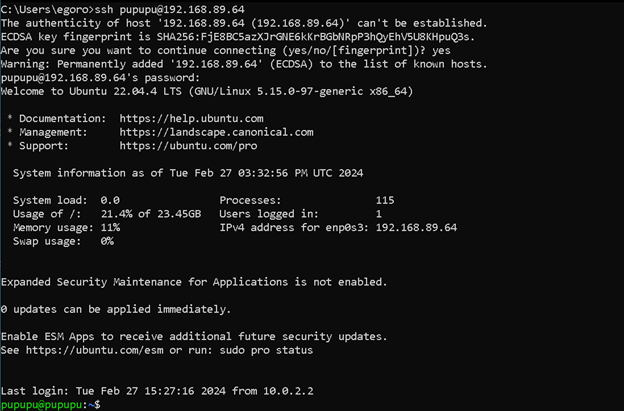 C:\Users\egoro>ssh pupupu@192.168.89.64
The authenticity of host '192.168.89.64 (192.168.89.64)' can't be established.
ECDSA key fingerprint is SHA256:FjE8BC5azXJrGNE6kKrBGbNRpP3hQyEhV5U8KHpuQ3s.
Are you sure you want to continue connecting (yes/no/[fingerprint])? yes
Warning: Permanently added '192.168.89.64' (ECDSA) to the list of known hosts.
pupupu@192.168.89.64's password:
Welcome to Ubuntu 22.04.4 LTS (GNU/Linux 5.15.0-97-generic x86_64)
* Documentation:  https://help.ubuntu.com
* Management:     https://landscape.canonical.com
* Support:        https://ubuntu.com/pro
System information as of Tue Feb 27 03:32:56 PM UTC 2024
System load:  0.0                Processes:               115
Usage of /:   21.4% of 23.45GB   Users logged in:         1
Memory usage: 11%                IPv4 address for enp0s3: 192.168.89.64
Swap usage:   0%
Expanded Security Maintenance for Applications is not enabled.
0 updates can be applied immediately.
Enable ESM Apps to receive additional future security updates.
See https://ubuntu.com/esm or run: sudo pro status
Last login: Tue Feb 27 15:27:16 2024 from 10.0.2.2
pupupu@pupupu:~$